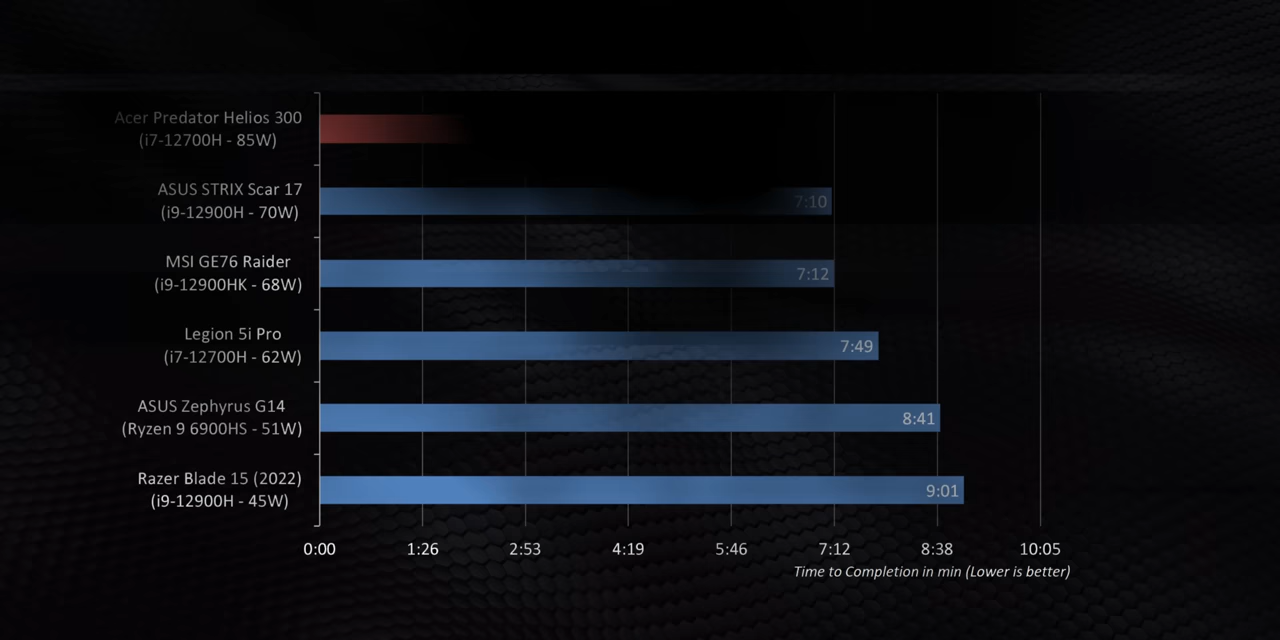 Acer Predator Helios 300
(i7-12700H - 85W)
ASUS STRIX Scar 17
(i9-12900H - 70W)
7:10
MSI GE76 Raider
(i9-12900HK - 68W)
7:12
Legion 5i Pro
(i7-12700H - 62W)
7:49
ASUS Zephyrus G14
(Ryzen 9 6900HS - 51W)
8:41
Razer Blade 15 (2022)
(i9-12900H - 45W)
9:01
0:00 1:26 2:53 4:19 5:46 7:12 8:38 10:05
Time to Completion in min (Lower is better)